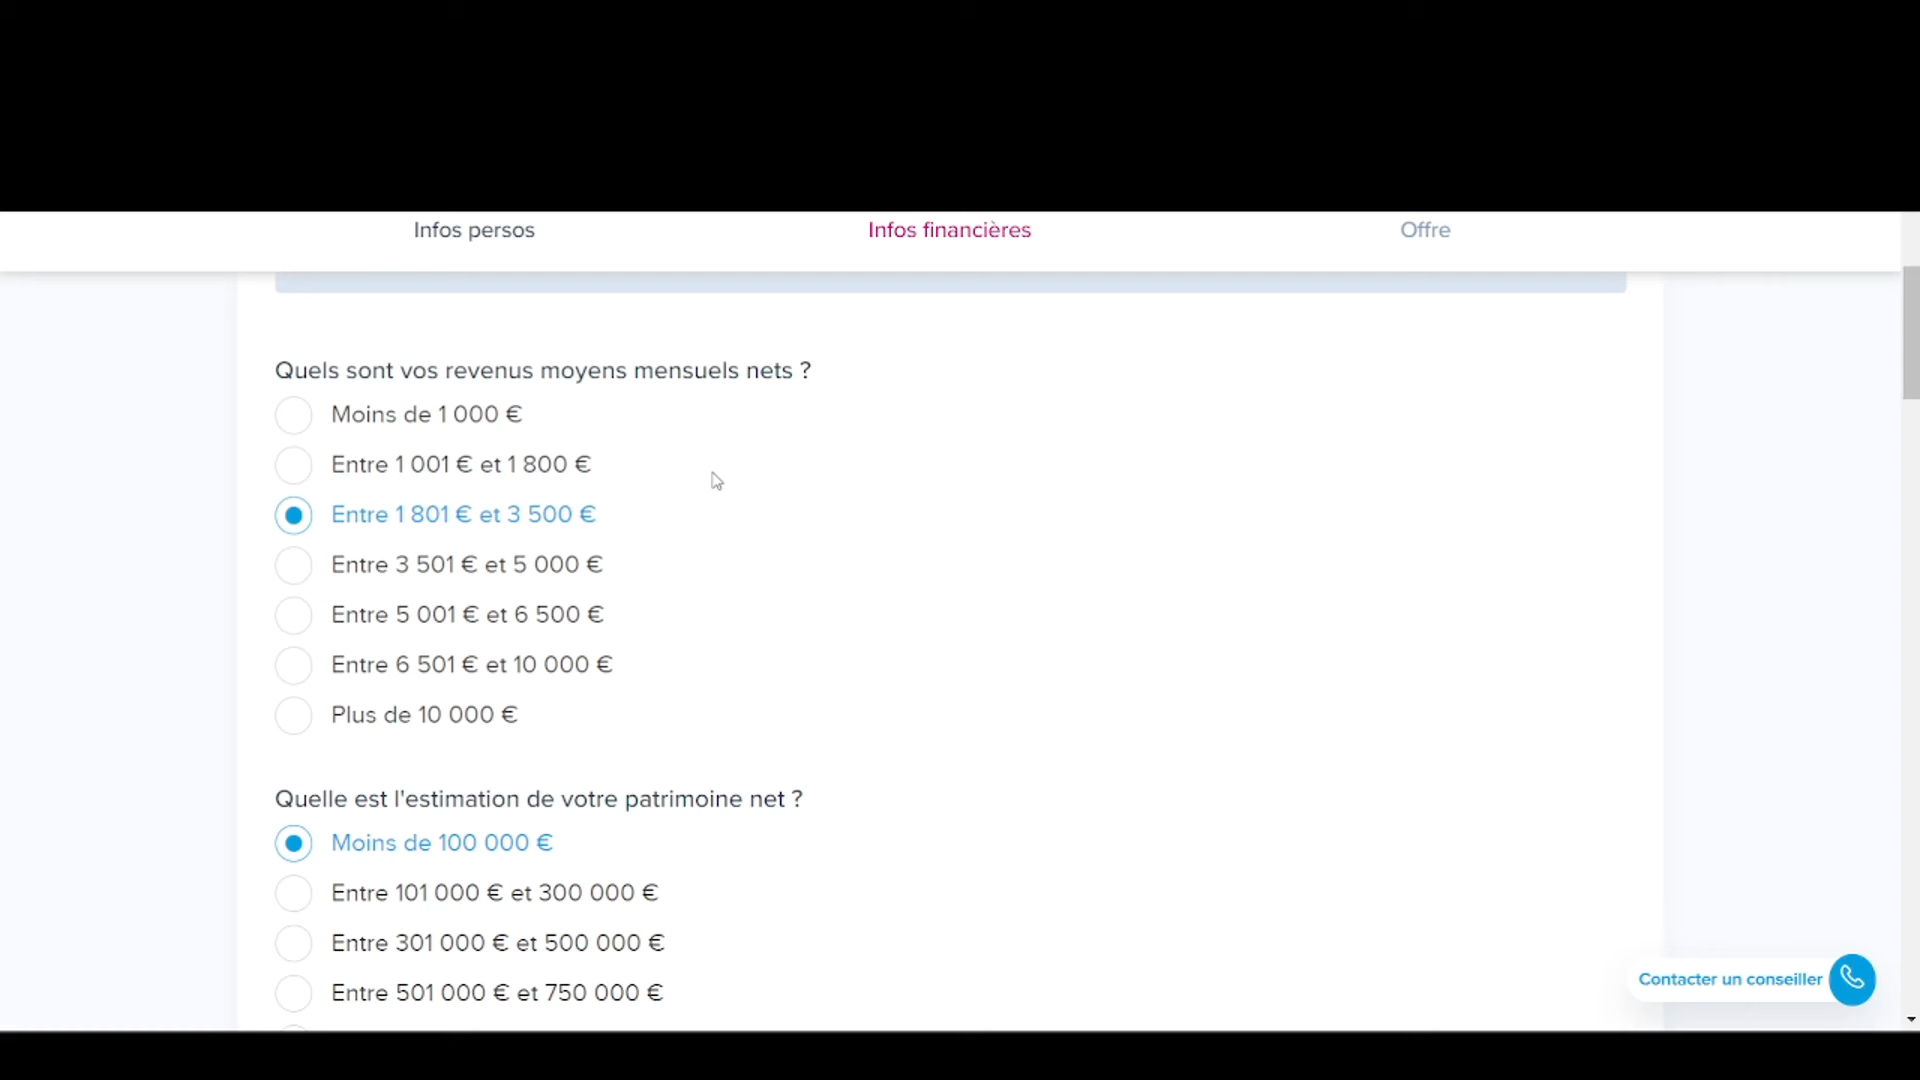 Infos persos
Infos financières
Offre
Quels sont vos revenus moyens mensuels nets ?
Moins de 1 000 €
Entre 1 001 € et 1 800 €
Entre 1 801 € et 3 500 €
Entre 3 501 € et 5 000 €
Entre 5 001 € et 6 500 €
Entre 6 501 € et 10 000 €
Plus de 10 000 €
Quelle est l'estimation de votre patrimoine net ?
Moins de 100 000 €
Entre 101 000 € et 300 000 €
Entre 301 000 € et 500 000 €
Entre 501 000 € et 750 000 €
Contacter un conseiller